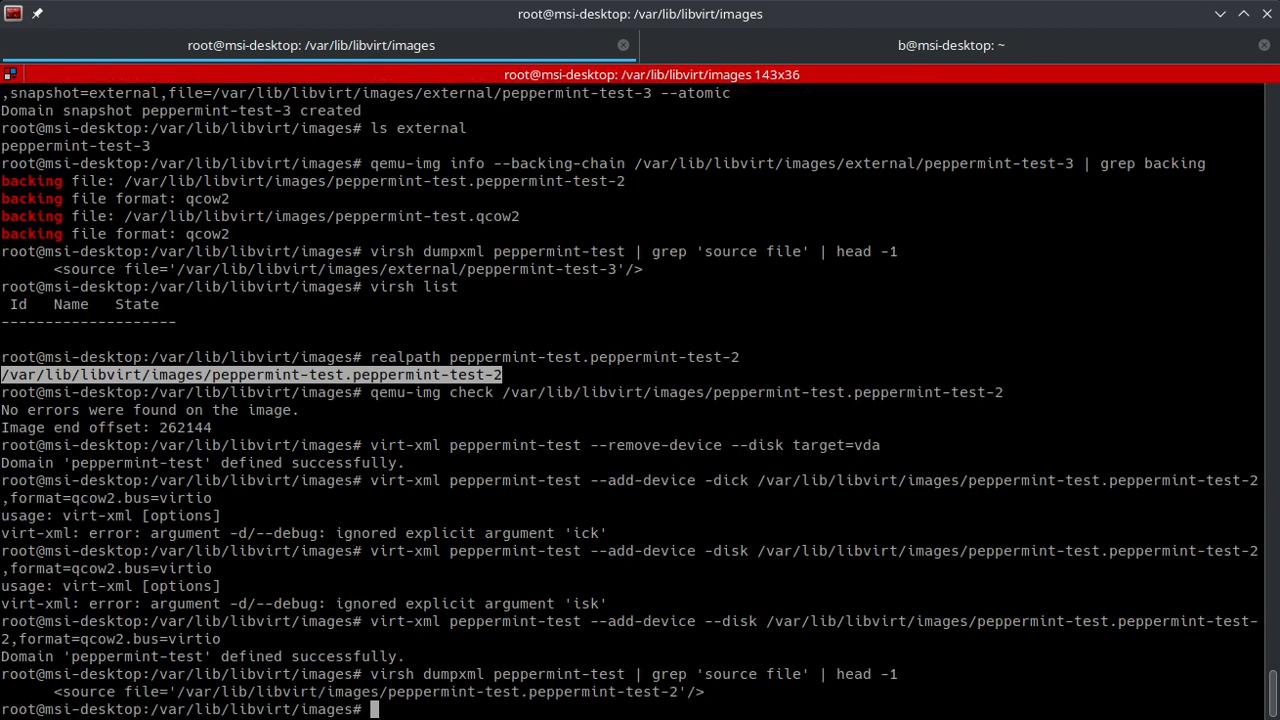 root@msi-desktop: /var/lib/libvirt/images
root@msi-desktop: /var/lib/libvirt/images
b@msi-desktop: ~
root@msi-desktop: /var/lib/libvirt/images 143x36
,snapshot=external,file=/var/lib/libvirt/images/external/peppermint-test-3 --atomic
Domain snapshot peppermint-test-3 created
root@msi-desktop:/var/lib/libvirt/images# ls external
peppermint-test-3
root@msi-desktop:/var/lib/libvirt/images# qemu-img info --backing-chain /var/lib/libvirt/images/external/peppermint-test-3 | grep backing
backing file: /var/lib/libvirt/images/peppermint-test.peppermint-test-2
backing file format: qcow2
backing file: /var/lib/libvirt/images/peppermint-test.qcow2
backing file format: qcow2
root@msi-desktop:/var/lib/libvirt/images# virsh dumpxml peppermint-test | grep 'source file' | head -1
      <source file='/var/lib/libvirt/images/external/peppermint-test-3'/>
root@msi-desktop:/var/lib/libvirt/images# virsh list
 Id   Name   State
--------------------
root@msi-desktop:/var/lib/libvirt/images# realpath peppermint-test.peppermint-test-2
/var/lib/libvirt/images/peppermint-test.peppermint-test-2
root@msi-desktop:/var/lib/libvirt/images# qemu-img check /var/lib/libvirt/images/peppermint-test.peppermint-test-2
No errors were found on the image.
Image end offset: 262144
root@msi-desktop:/var/lib/libvirt/images# virt-xml peppermint-test --remove-device --disk target=vda
Domain 'peppermint-test' defined successfully.
root@msi-desktop:/var/lib/libvirt/images# virt-xml peppermint-test --add-device -dick /var/lib/libvirt/images/peppermint-test.peppermint-test-2
,format=qcow2.bus=virtio
usage: virt-xml [options]
virt-xml: error: argument -d/--debug: ignored explicit argument 'ick'
root@msi-desktop:/var/lib/libvirt/images# virt-xml peppermint-test --add-device -disk /var/lib/libvirt/images/peppermint-test.peppermint-test-2
,format=qcow2.bus=virtio
usage: virt-xml [options]
virt-xml: error: argument -d/--debug: ignored explicit argument 'isk'
root@msi-desktop:/var/lib/libvirt/images# virt-xml peppermint-test --add-device --disk /var/lib/libvirt/images/peppermint-test.peppermint-test-
2,format=qcow2.bus=virtio
Domain 'peppermint-test' defined successfully.
root@msi-desktop:/var/lib/libvirt/images# virsh dumpxml peppermint-test | grep 'source file' | head -1
      <source file='/var/lib/libvirt/images/peppermint-test.peppermint-test-2'/>
root@msi-desktop:/var/lib/libvirt/images#